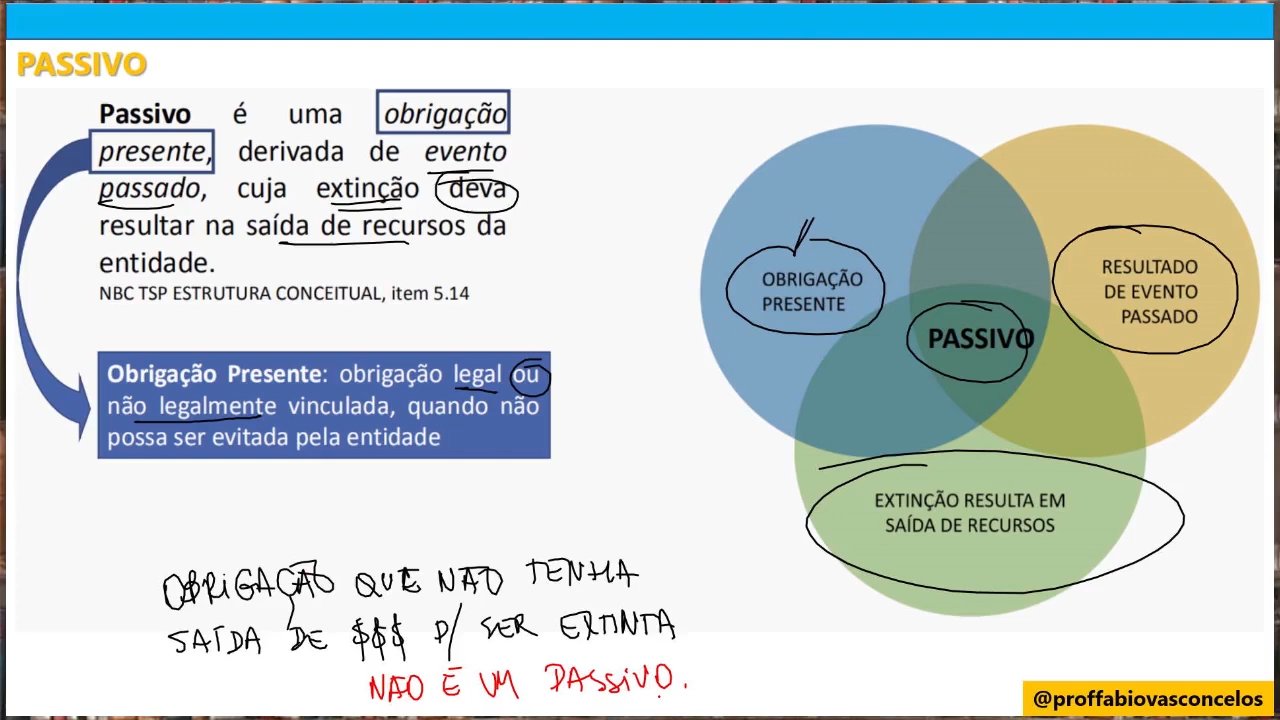 PASSIVO
Passivo é uma obrigação
presente, derivada de evento
passado, cuja extinção deva
resultar na saída de recursos da
entidade.
NBC TSP ESTRUTURA CONCEITUAL, item 5.14
Obrigação Presente: obrigação legal ou
não legalmente vinculada, quando não
possa ser evitada pela entidade
OBRIGAÇÃO
PRESENTE
RESULTADO
DE EVENTO
PASSADO
PASSIVO
EXTINÇÃO RESULTA EM
SAÍDA DE RECURSOS
OBRIGAÇÃO QUE NÃO TENHA
SAÍDA DE $$$ P/ SER EXTINTA
NÃO É UM PASSIVO.
@proffabiovasconcelos